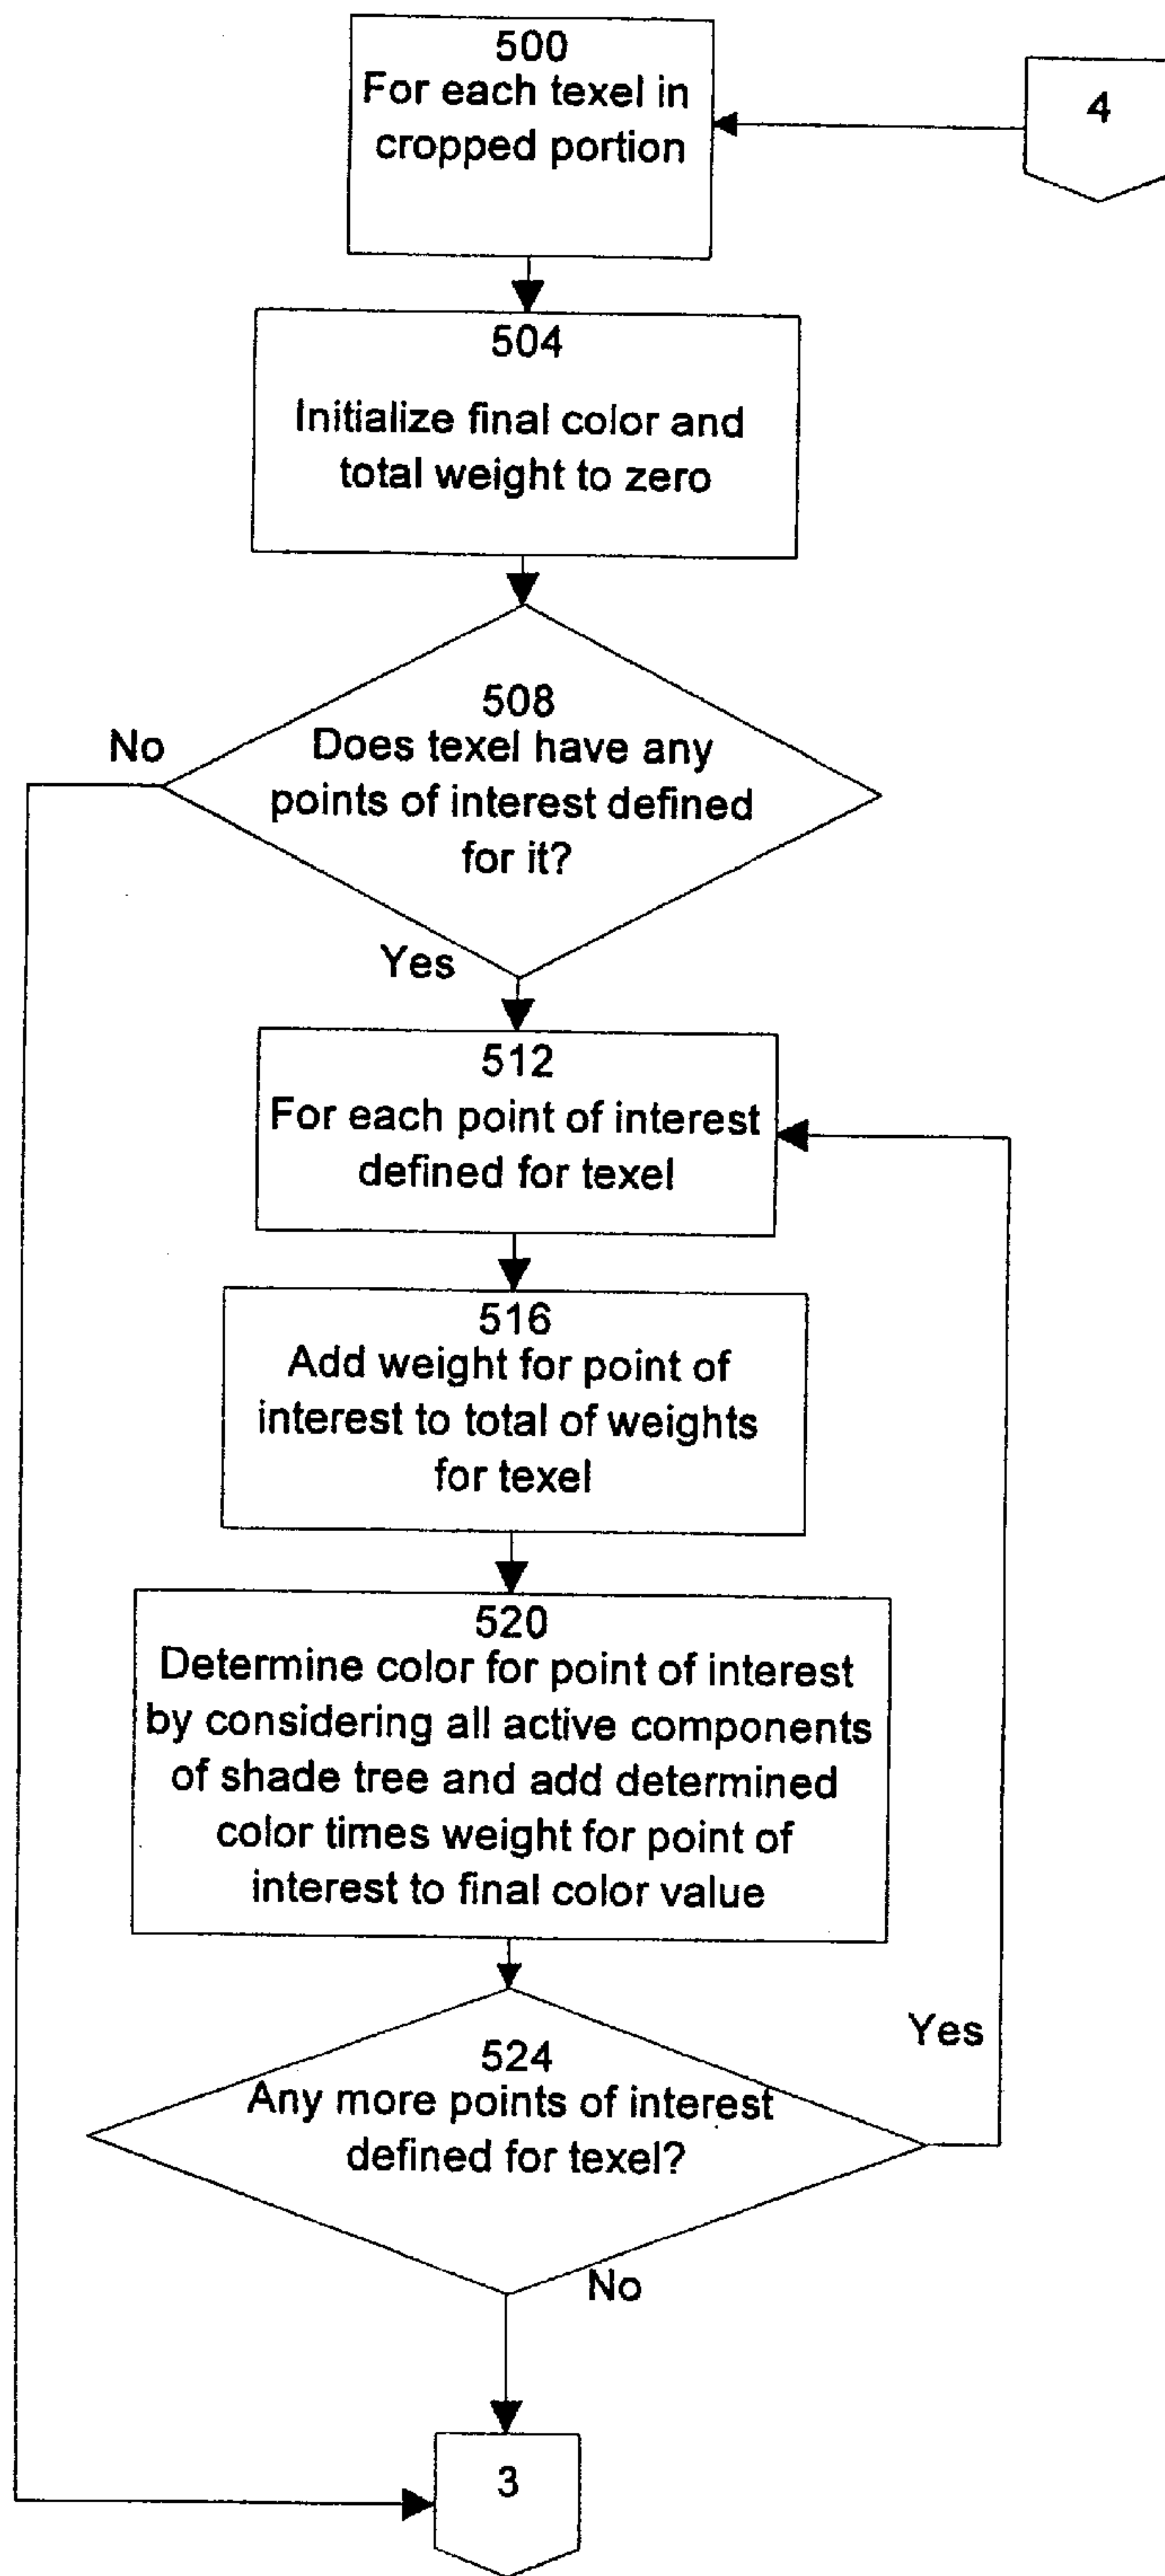 500
For each texel in
cropped portion
4
504
Initialize final color and
total weight to zero
508
Does texel have any
points of interest defined
for it?
No
Yes
512
For each point of interest
defined for texel
516
Add weight for point of
interest to total of weights
for texel
520
Determine color for point of interest
by considering all active components
of shade tree and add determined
color times weight for point of
interest to final color value
524
Any more points of interest
defined for texel?
Yes
No
3